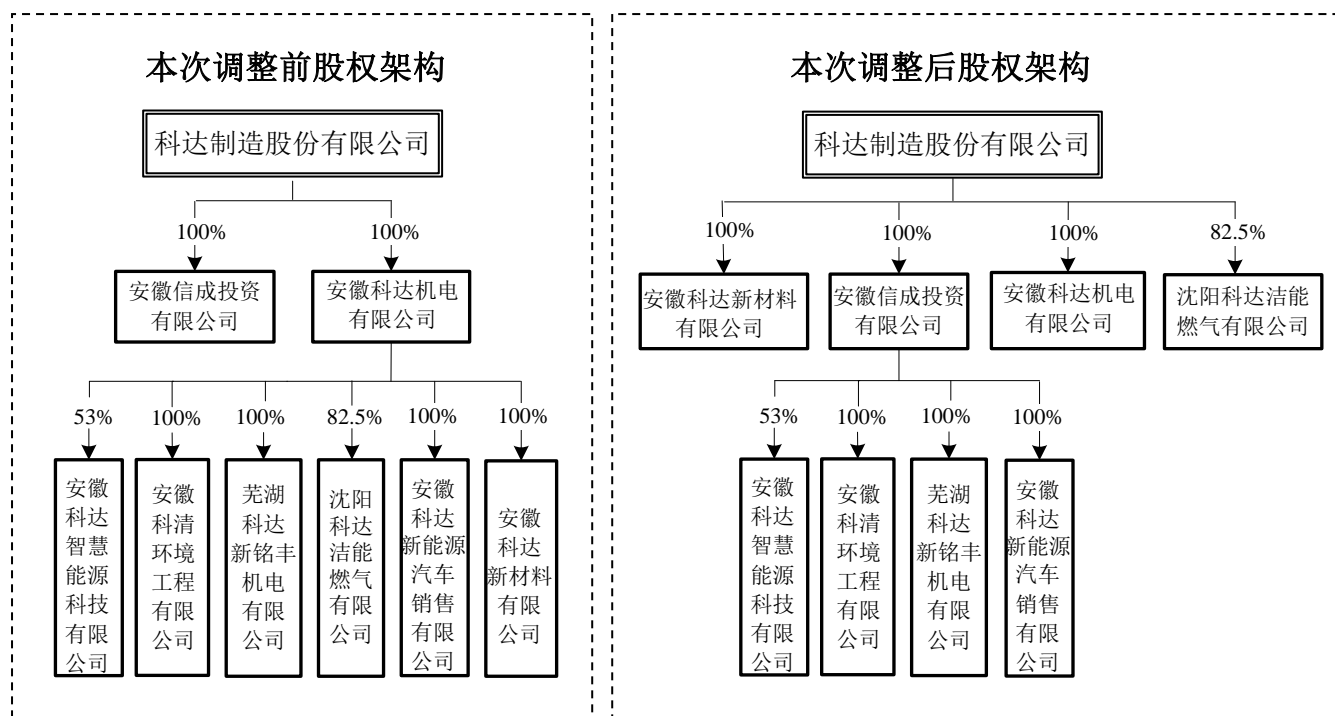 本次调整前股权架构
科达制造股份有限公司
100%
100%
安徽信成投资
有限公司
安徽科达机电
有限公司
53%
100%
100%
82.5%
100%
100%
安徽
科达
智慧
能源
科技
有限
公司
安徽
科清
环境
工程
有限
公司
芜湖
科达
新铭丰
机电
有限
公司
沈阳
科达
洁能
燃气
有限
公司
安徽
科达
新能源
汽车
销售
有限
公司
安徽
科达
新材料
有限
公司
本次调整后股权架构
科达制造股份有限公司
100%
100%
100%
82.5%
安徽科达新材料
有限公司
安徽信成投资
有限公司
安徽科达机电
有限公司
沈阳科达洁能
燃气有限公司
53%
100%
100%
100%
安徽
科达
智慧
能源
科技
有限
公司
安徽
科清
环境
工程
有限
公司
芜湖
科达
新铭丰
机电
有限
公司
安徽
科达
新能源
汽车
销售
有限
公司